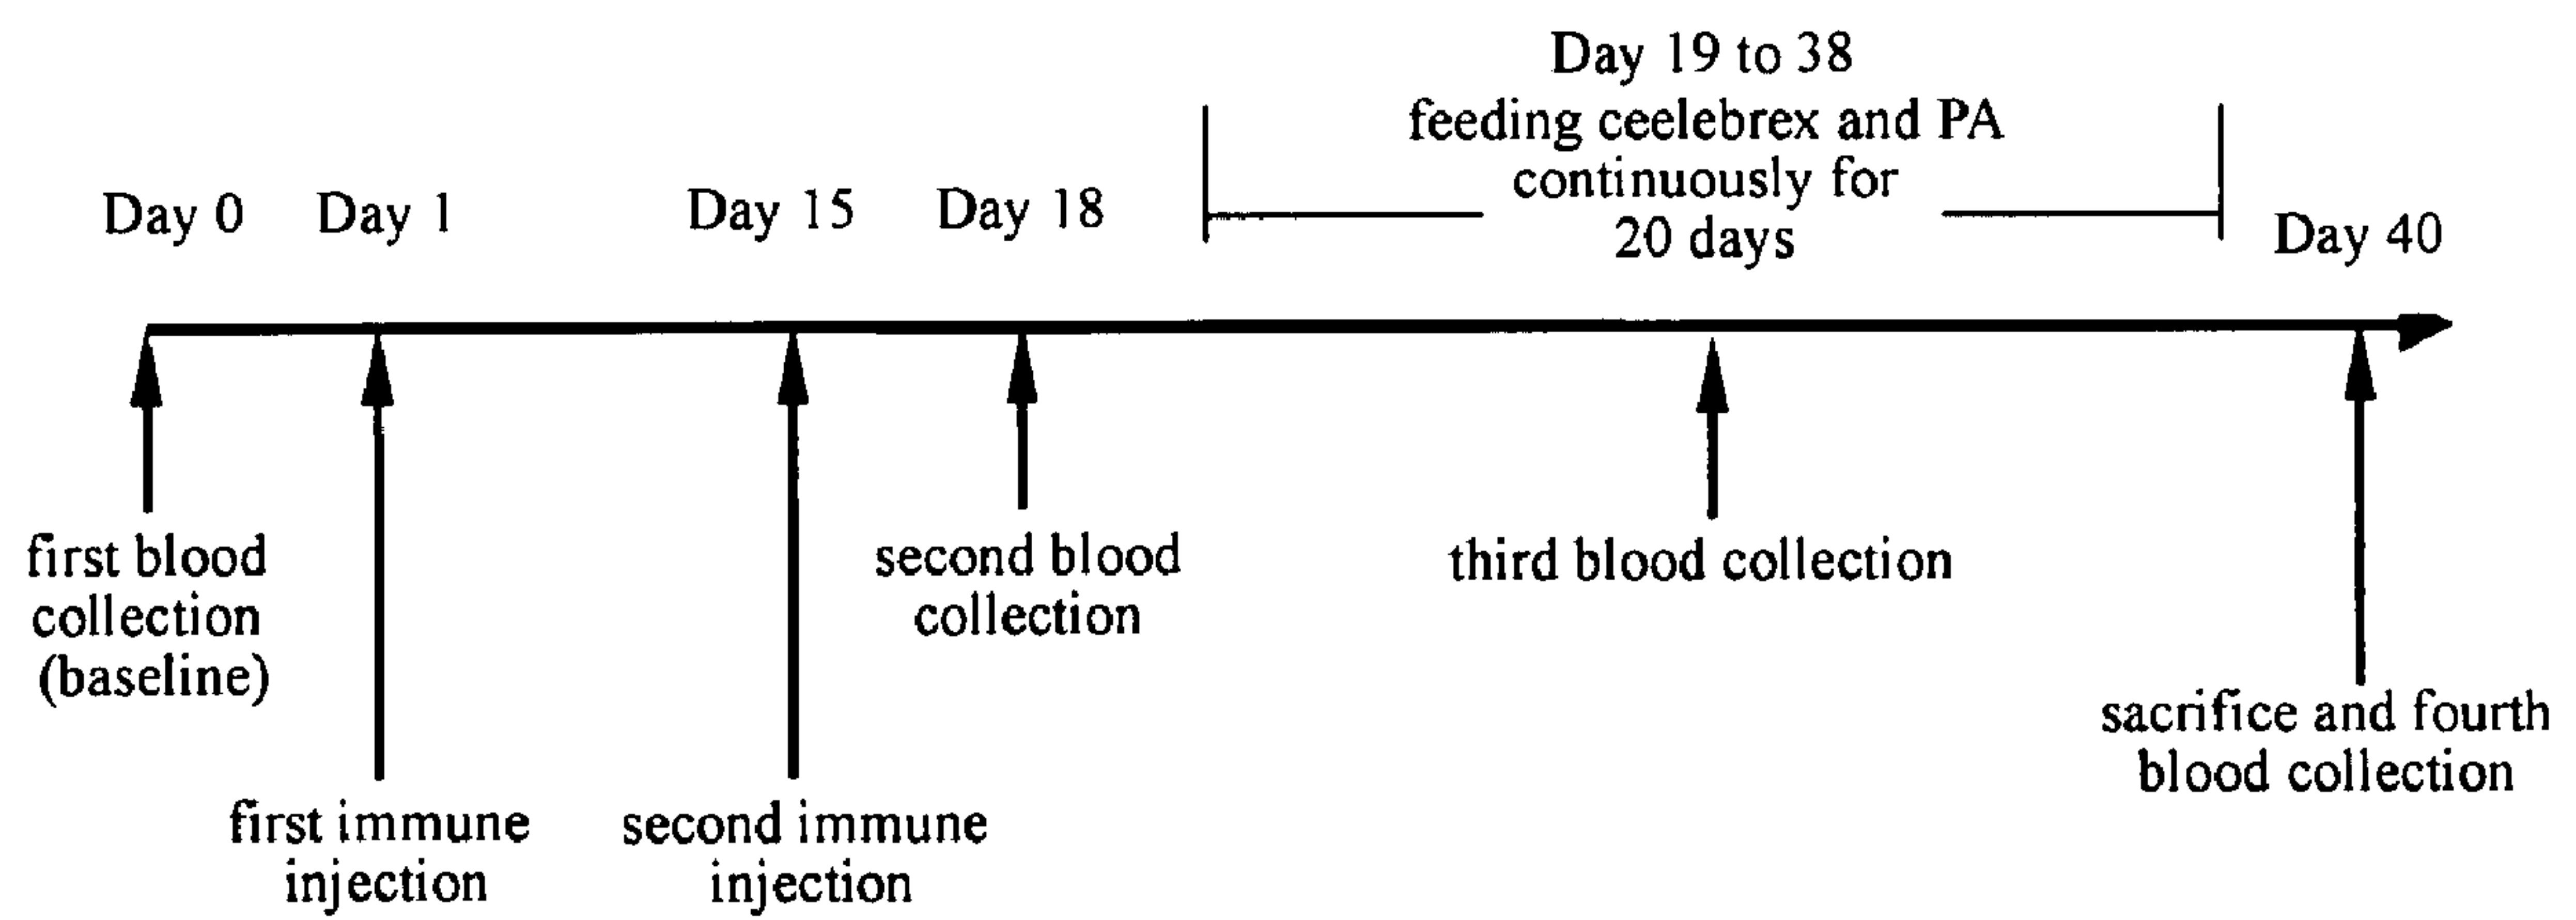 Day 19 to 38
feeding ceelebrex and PA
continuously for
20 days
Day 0
Day 1
Day 15
Day 18
Day 40
first blood
collection
(baseline)
second blood
collection
third blood collection
sacrifice and fourth
blood collection
first immune
injection
second immune
injection